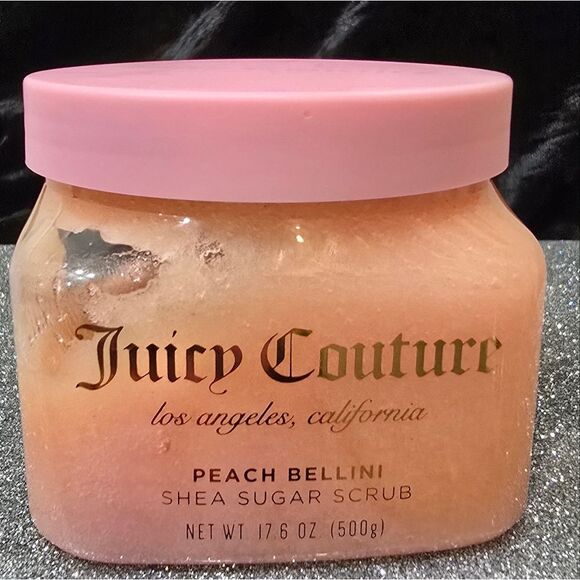 Juicy Couture
los angeles, california
PEACH BELLINI
SHEA SUGAR SCRUB
NET WT 17.6 OZ. (500g)